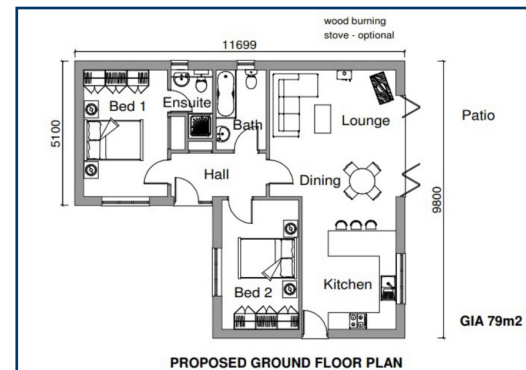 wood burning
stove - optional
11699
5100
Bed 1
Ensuite
Bath
Lounge
Patio
Hall
Dining
9800
Bed 2
Kitchen
GIA 79m2
PROPOSED GROUND FLOOR PLAN